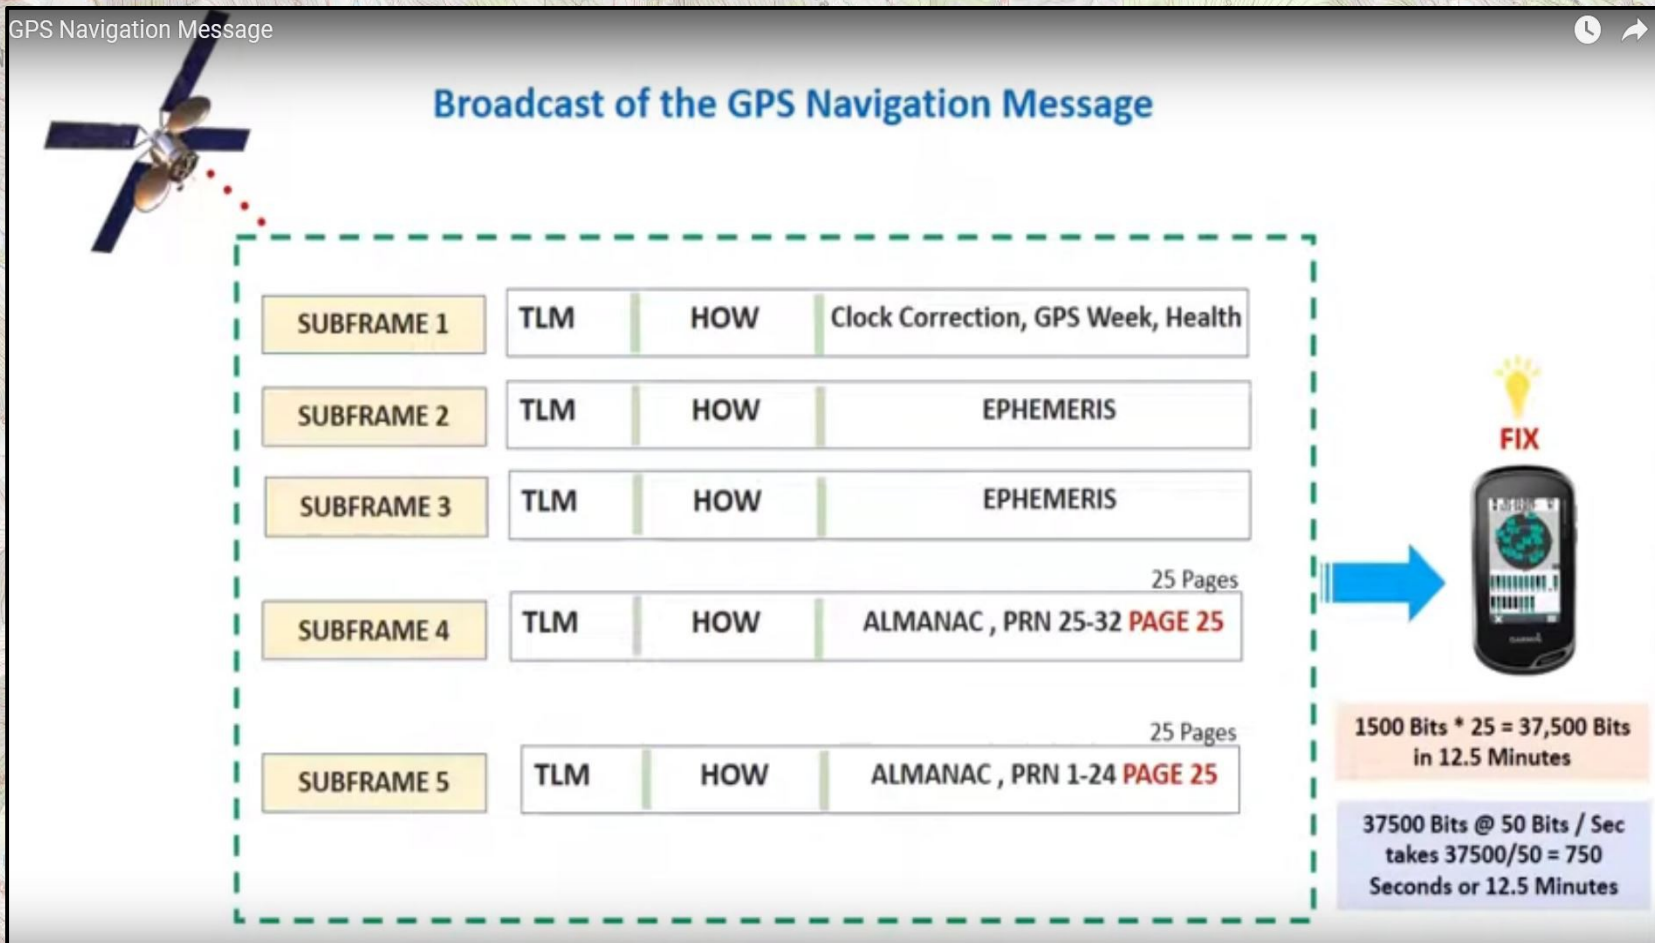 GPS Navigation Message
Broadcast of the GPS Navigation Message
SUBFRAME 1 TLM HOW Clock Correction, GPS Week, Health
SUBFRAME 2 TLM HOW EPHEMERIS
SUBFRAME 3 TLM HOW EPHEMERIS
25 Pages
SUBFRAME 4 TLM HOW ALMANAC , PRN 25-32 PAGE 25
25 Pages
SUBFRAME 5 TLM HOW ALMANAC , PRN 1-24 PAGE 25
FIX
GARMIN
1500 Bits * 25 = 37,500 Bits
in 12.5 Minutes
37500 Bits @ 50 Bits / Sec
takes 37500/50 = 750
Seconds or 12.5 Minutes